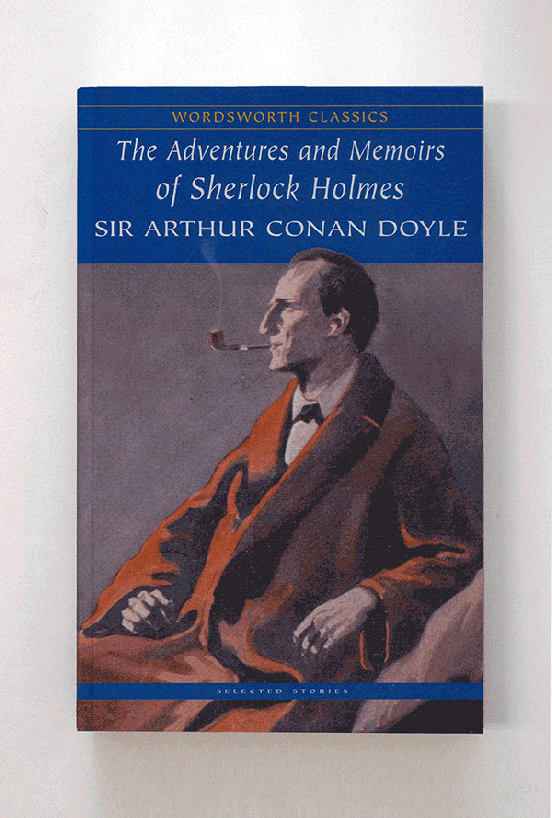 WORDSWORTH CLASSICS
The Adventures and Memoirs
of Sherlock Holmes
SIR ARTHUR CONAN DOYLE
SELECTED STORIES